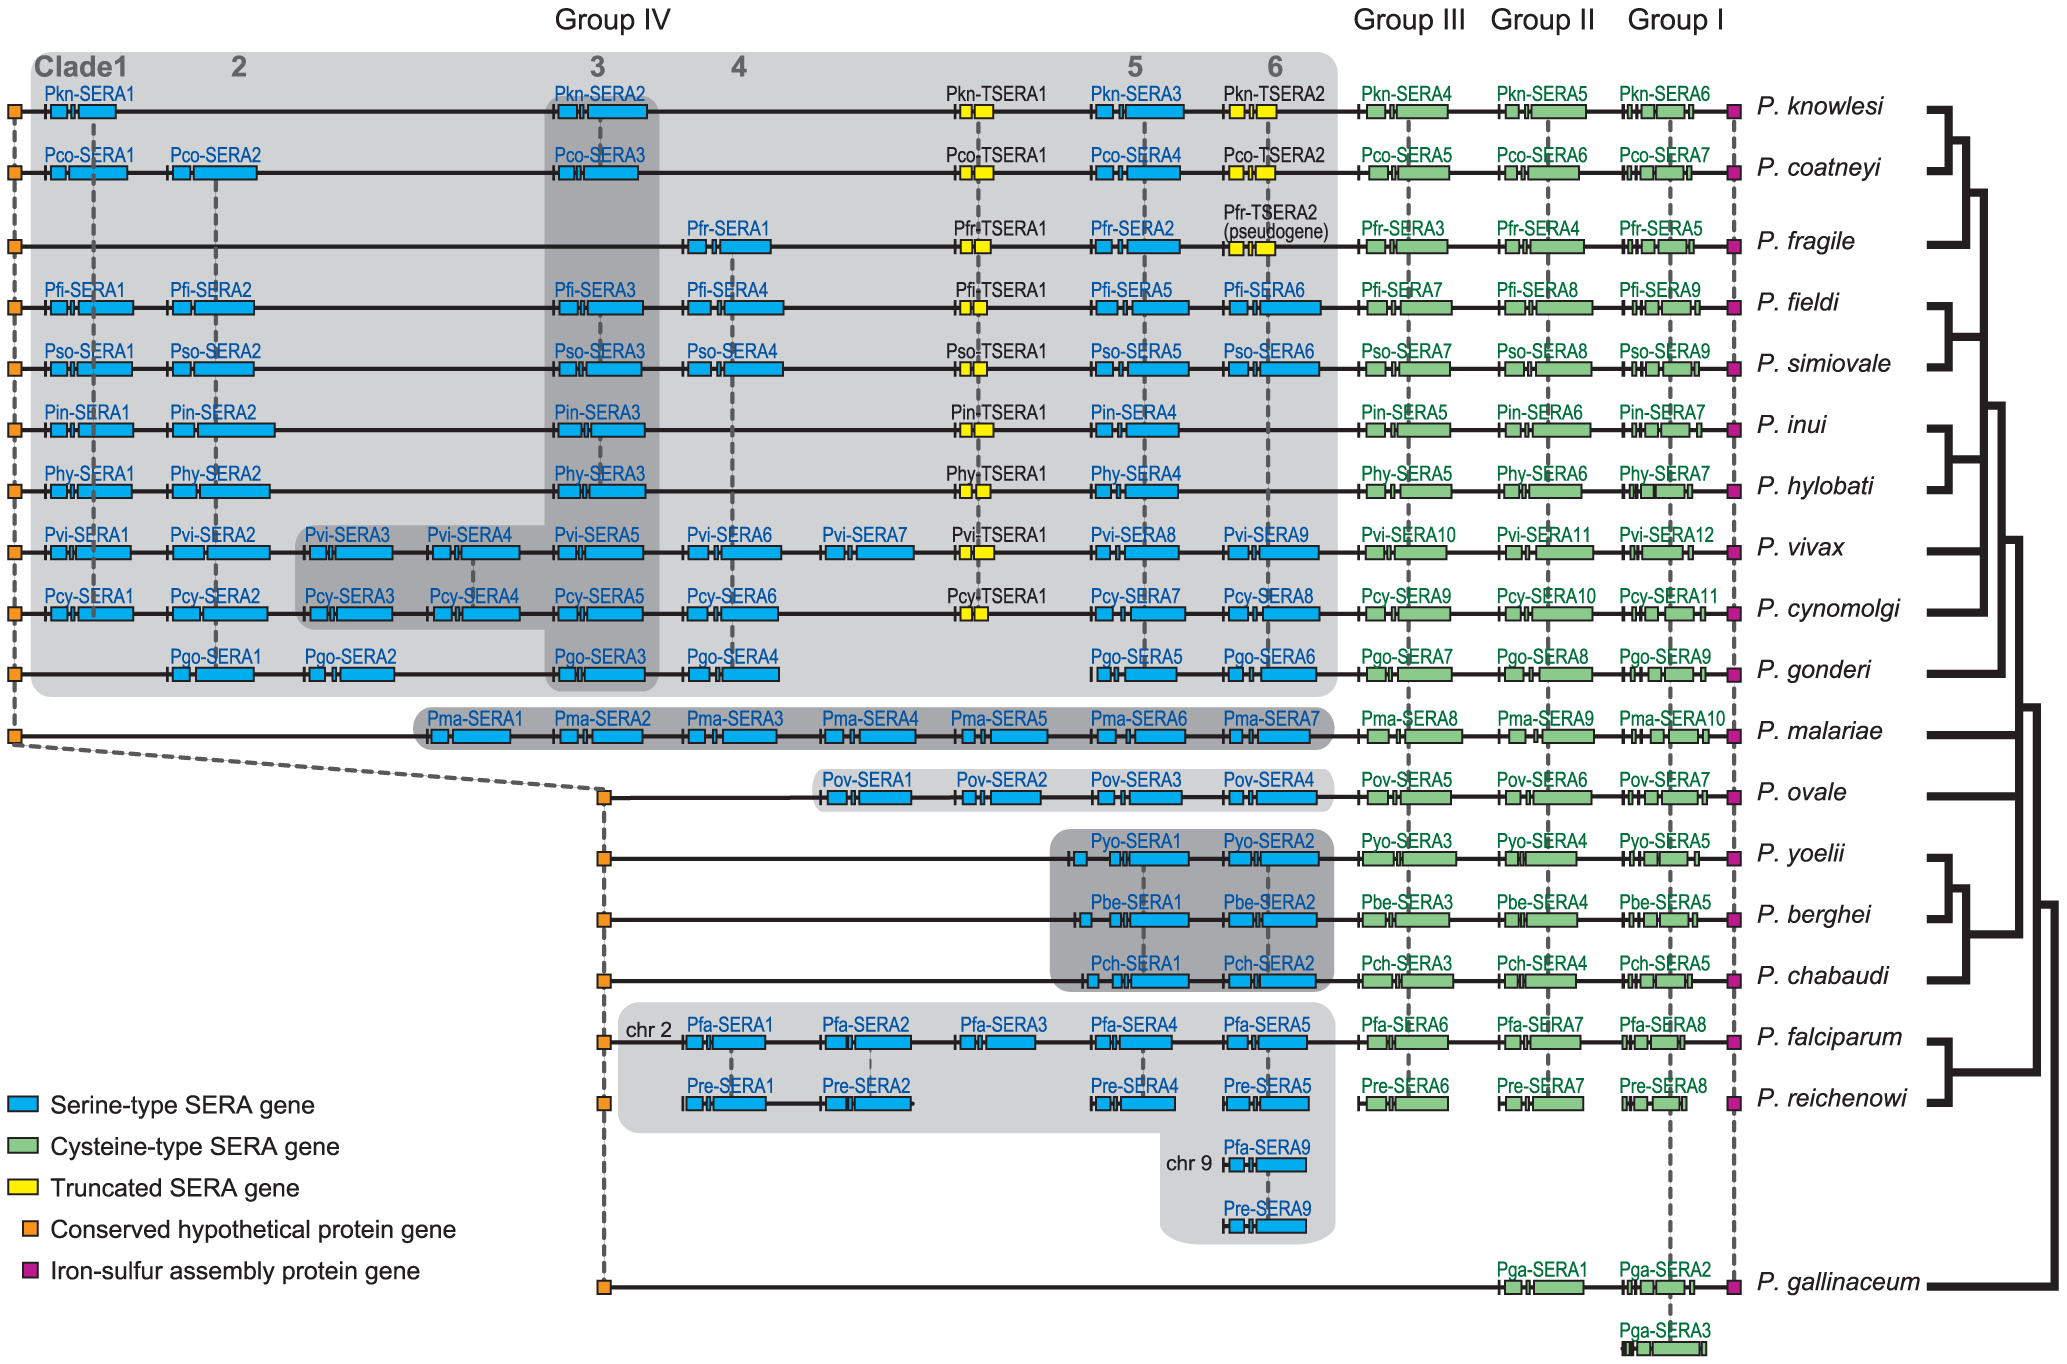 Group IV Group III Group II Group I
Clade1 2 3 4 5 6
Pkn-SERA1 Pkn-SERA2 Pkn-TSERA1 Pkn-SERA3 Pkn-TSERA2 Pkn-SERA4 Pkn-SERA5 Pkn-SERA6 P. knowlesi
Pco-SERA1 Pco-SERA2 Pco-SERA3 Pco-TSERA1 Pco-SERA4 Pco-TSERA2 Pco-SERA5 Pco-SERA6 Pco-SERA7 P. coatneyi
Pfr-SERA1 Pfr-TSERA1 Pfr-SERA2 Pfr-TSERA2 (pseudogene) Pfr-SERA3 Pfr-SERA4 Pfr-SERA5 P. fragile
Pfi-SERA1 Pfi-SERA2 Pfi-SERA3 Pfi-SERA4 Pfi-TSERA1 Pfi-SERA5 Pfi-SERA6 Pfi-SERA7 Pfi-SERA8 Pfi-SERA9 P. fieldi
Pso-SERA1 Pso-SERA2 Pso-SERA3 Pso-SERA4 Pso-TSERA1 Pso-SERA5 Pso-SERA6 Pso-SERA7 Pso-SERA8 Pso-SERA9 P. simiovale
Pin-SERA1 Pin-SERA2 Pin-SERA3 Pin-TSERA1 Pin-SERA4 Pin-SERA5 Pin-SERA6 Pin-SERA7 P. inui
Phy-SERA1 Phy-SERA2 Phy-SERA3 Phy-TSERA1 Phy-SERA4 Phy-SERA5 Phy-SERA6 Phy-SERA7 P. hylobati
Pvi-SERA1 Pvi-SERA2 Pvi-SERA3 Pvi-SERA4 Pvi-SERA5 Pvi-SERA6 Pvi-SERA7 Pvi-TSERA1 Pvi-SERA8 Pvi-SERA9 Pvi-SERA10 Pvi-SERA11 Pvi-SERA12 P. vivax
Pcy-SERA1 Pcy-SERA2 Pcy-SERA3 Pcy-SERA4 Pcy-SERA5 Pcy-SERA6 Pcy-TSERA1 Pcy-SERA7 Pcy-SERA8 Pcy-SERA9 Pcy-SERA10 Pcy-SERA11 P. cynomolgi
Pgo-SERA1 Pgo-SERA2 Pgo-SERA3 Pgo-SERA4 Pgo-SERA5 Pgo-SERA6 Pgo-SERA7 Pgo-SERA8 Pgo-SERA9 P. gonderi
Pma-SERA1 Pma-SERA2 Pma-SERA3 Pma-SERA4 Pma-SERA5 Pma-SERA6 Pma-SERA7 Pma-SERA8 Pma-SERA9 Pma-SERA10 P. malariae
Pov-SERA1 Pov-SERA2 Pov-SERA3 Pov-SERA4 Pov-SERA5 Pov-SERA6 Pov-SERA7 P. ovale
Pyo-SERA1 Pyo-SERA2 Pyo-SERA3 Pyo-SERA4 Pyo-SERA5 P. yoelii
Pbe-SERA1 Pbe-SERA2 Pbe-SERA3 Pbe-SERA4 Pbe-SERA5 P. berghei
Pch-SERA1 Pch-SERA2 Pch-SERA3 Pch-SERA4 Pch-SERA5 P. chabaudi
chr 2 Pfa-SERA1 Pfa-SERA2 Pfa-SERA3 Pfa-SERA4 Pfa-SERA5 Pfa-SERA6 Pfa-SERA7 Pfa-SERA8 P. falciparum
Pre-SERA1 Pre-SERA2 Pre-SERA4 Pre-SERA5 Pre-SERA6 Pre-SERA7 Pre-SERA8 P. reichenowi
chr 9 Pfa-SERA9
Pre-SERA9
Pga-SERA1 Pga-SERA2 P. gallinaceum
Pga-SERA3
Serine-type SERA gene
Cysteine-type SERA gene
Truncated SERA gene
Conserved hypothetical protein gene
Iron-sulfur assembly protein gene